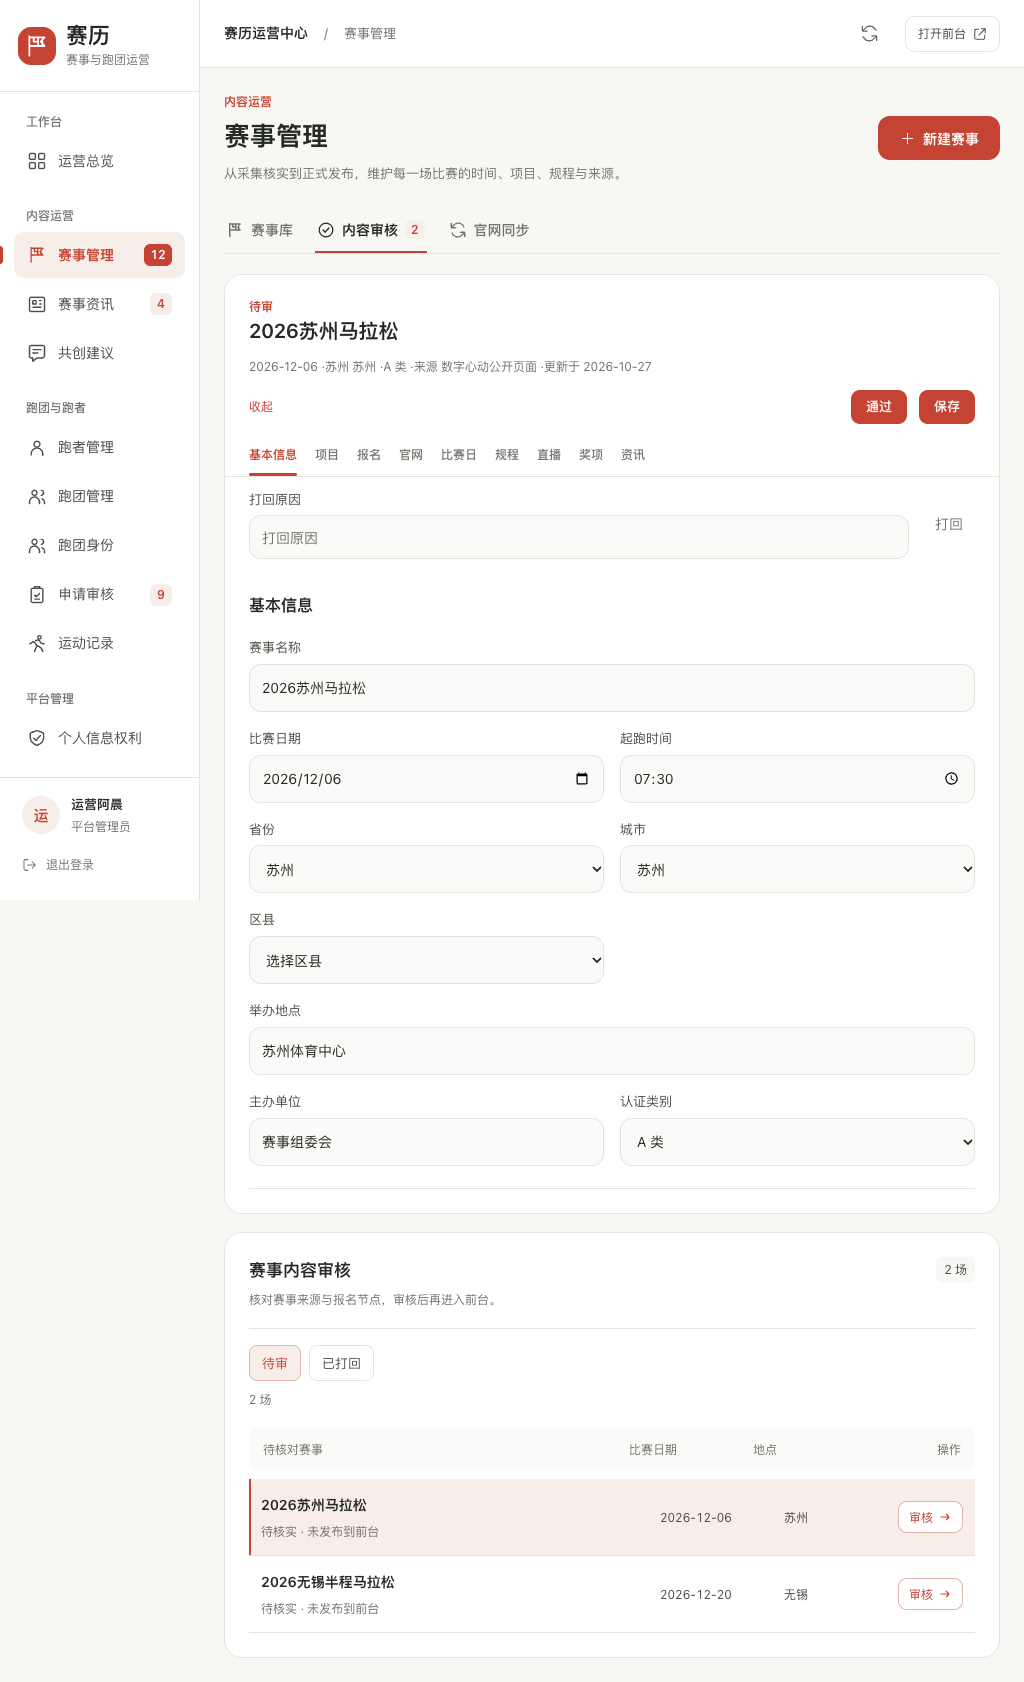 赛历
赛事与跑团运营
工作台
运营总览
内容运营
赛事管理 12
赛事资讯 4
共创建议
跑团与跑者
跑者管理
跑团管理
跑团身份
申请审核 9
运动记录
平台管理
个人信息权利
运 运营阿晨
平台管理员
退出登录
赛历运营中心 / 赛事管理
打开前台
内容运营
赛事管理
从采集核实到正式发布，维护每一场比赛的时间、项目、规程与来源。
新建赛事
赛事库 内容审核 2 官网同步
待审
2026苏州马拉松
2026-12-06 ·苏州 苏州 ·A 类 ·来源 数字心动公开页面 ·更新于 2026-10-27
收起 通过 保存
基本信息 项目 报名 官网 比赛日 规程 直播 奖项 资讯
打回原因
打回原因 打回
基本信息
赛事名称
2026苏州马拉松
比赛日期 起跑时间
2026/12/06 07:30
省份 城市
苏州 苏州
区县
选择区县
举办地点
苏州体育中心
主办单位 认证类别
赛事组委会 A 类
赛事内容审核 2 场
核对赛事来源与报名节点，审核后再进入前台。
待审 已打回
2 场
待核对赛事 比赛日期 地点 操作
2026苏州马拉松
待核实 · 未发布到前台 2026-12-06 苏州 审核 →
2026无锡半程马拉松
待核实 · 未发布到前台 2026-12-20 无锡 审核 →